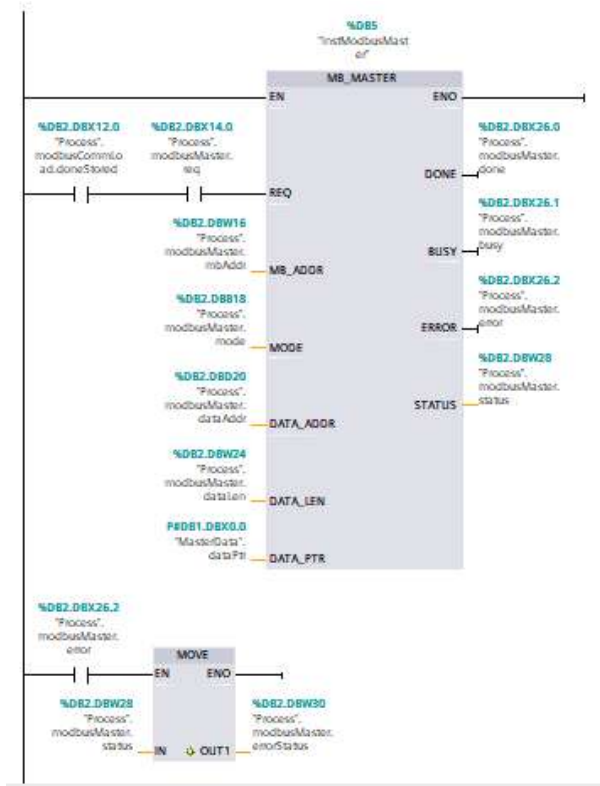 %DB5
"InstModbusMast
er"
MB_MASTER
EN
ENO
%DB2.DBX12.0
"Process".
modbusCommLo
ad.doneStored
%DB2.DBX14.0
"Process".
modbusMaster.
req
REQ
%DB2.DBX26.0
"Process".
modbusMaster.
done
DONE
%DB2.DBW16
"Process".
modbusMaster.
mbAddr
MB_ADDR
%DB2.DBX26.1
"Process".
modbusMaster.
busy
BUSY
%DB2.DBB18
"Process".
modbusMaster.
mode
MODE
%DB2.DBX26.2
"Process".
modbusMaster.
error
ERROR
%DB2.DBD20
"Process".
modbusMaster.
dataAddr
DATA_ADDR
%DB2.DBW28
"Process".
modbusMaster.
status
STATUS
%DB2.DBW24
"Process".
modbusMaster.
dataLen
DATA_LEN
P#DB1.DBX0.0
"MasterData".
dataPtr
DATA_PTR
%DB2.DBX26.2
"Process".
modbusMaster.
error
MOVE
EN
ENO
%DB2.DBW28
"Process".
modbusMaster.
status
IN
OUT1
%DB2.DBW30
"Process".
modbusMaster.
errorStatus